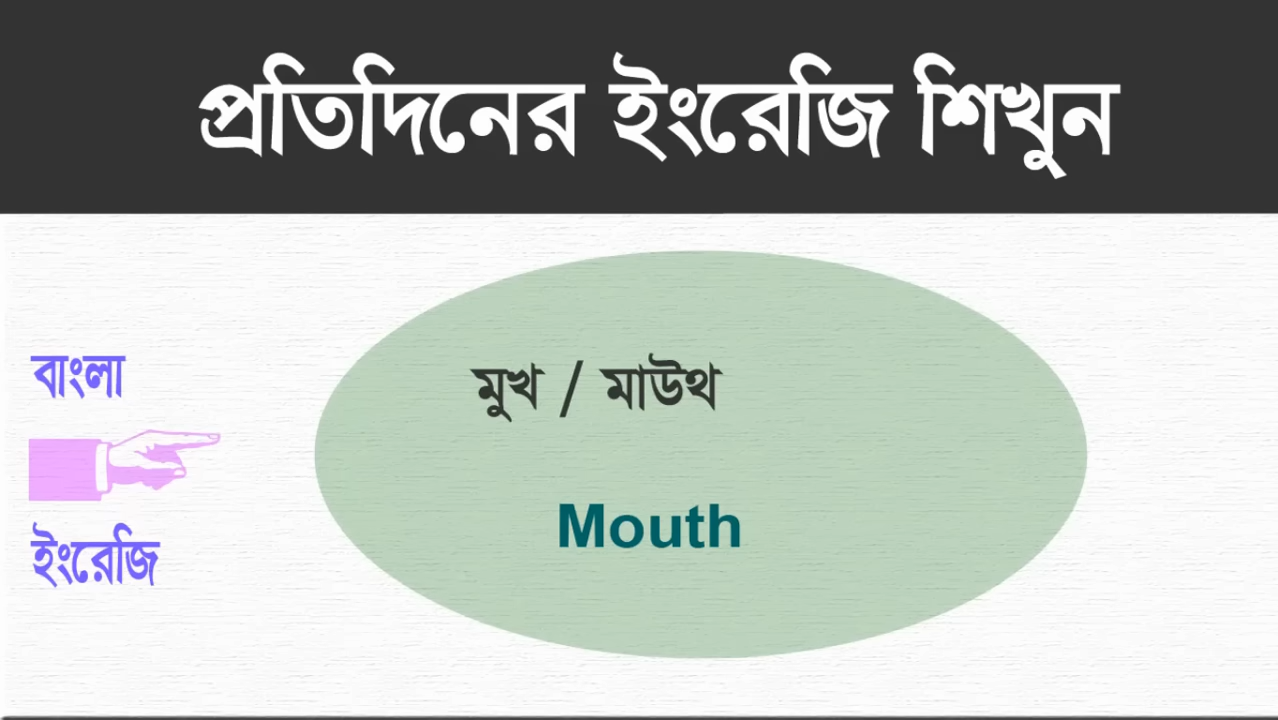 প্রতিদিনের ইংরেজি শিখুন
বাংলা
মুখ / মাউথ
Mouth
ইংরেজি